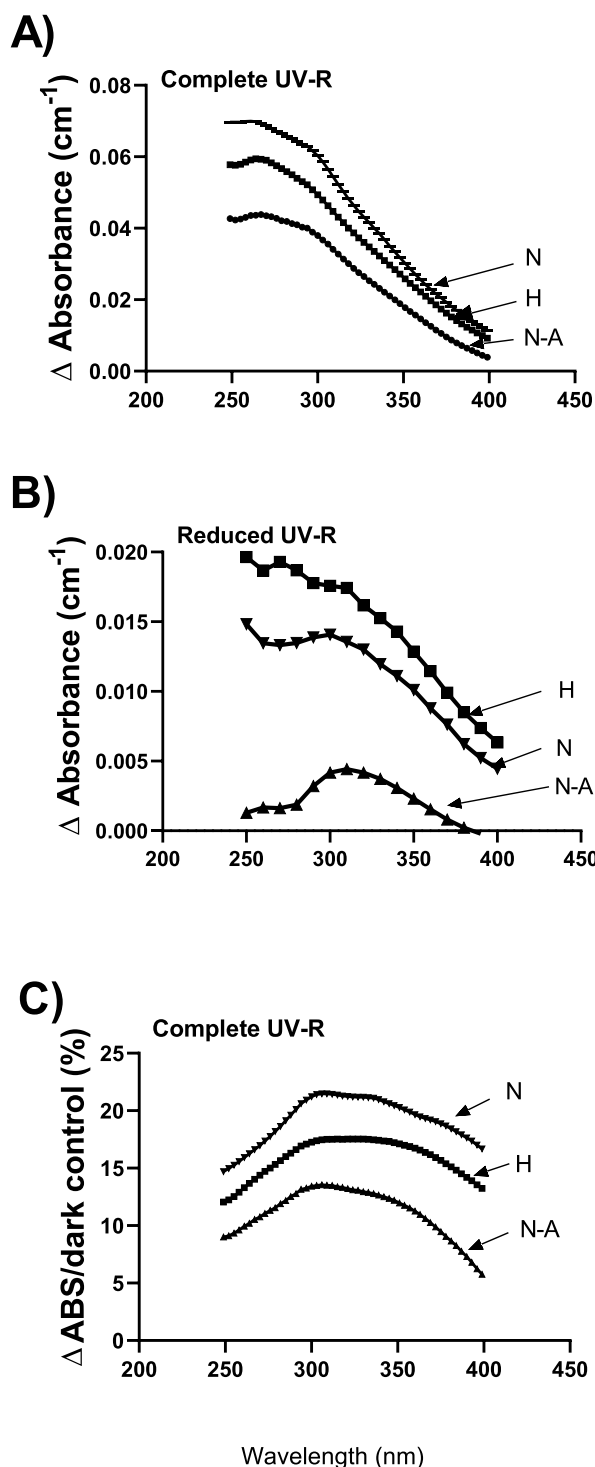 A)
Complete UV-R
Δ Absorbance (cm-1)
0.08
0.06
0.04
0.02
0.00
N
H
N-A
200 250 300 350 400 450
B)
Reduced UV-R
Δ Absorbance (cm-1)
0.020
0.015
0.010
0.005
0.000
H
N
N-A
200 250 300 350 400 450
C)
Complete UV-R
Δ ABS/dark control (%)
25
20
15
10
5
0
N
H
N-A
200 250 300 350 400 450
Wavelength (nm)